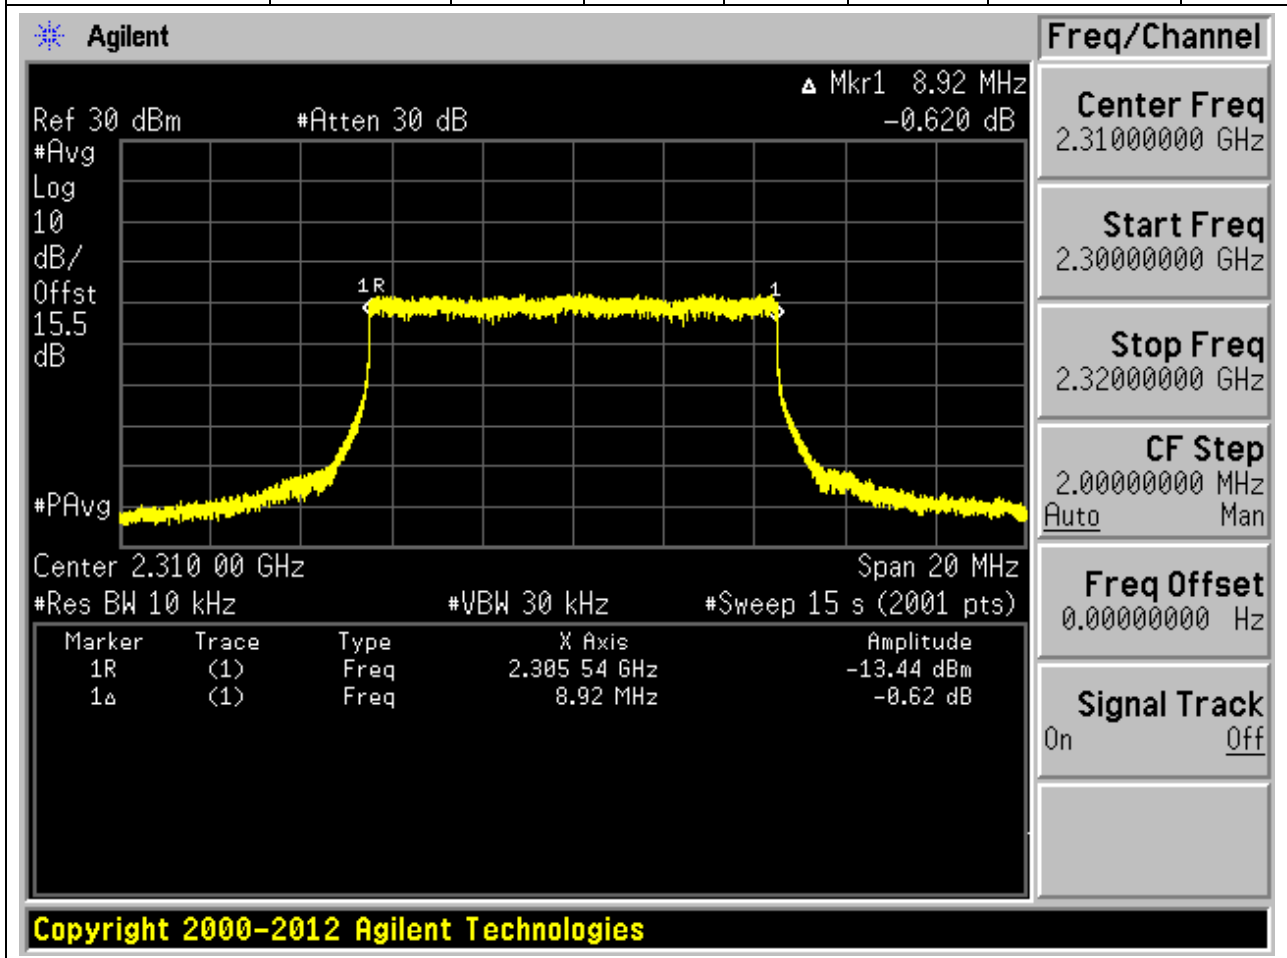 Agilent
Freq/Channel
Δ Mkr1 8.92 MHz
Ref 30 dBm #Atten 30 dB -0.620 dB
#Avg
Log
10
dB/
Offst
15.5
dB
1R
1
#PAvg
Center 2.310 00 GHz Span 20 MHz
#Res BW 10 kHz #VBW 30 kHz #Sweep 15 s (2001 pts)
Marker Trace Type X Axis Amplitude
1R (1) Freq 2.305 54 GHz -13.44 dBm
1Δ (1) Freq 8.92 MHz -0.62 dB
Center Freq
2.31000000 GHz
Start Freq
2.30000000 GHz
Stop Freq
2.32000000 GHz
CF Step
2.00000000 MHz
Auto Man
Freq Offset
0.00000000 Hz
Signal Track
On Off
Copyright 2000-2012 Agilent Technologies